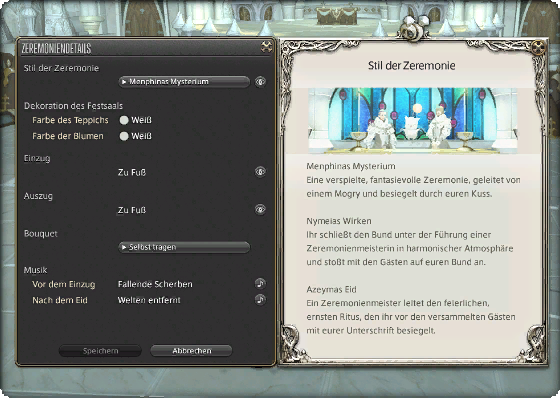 ZEREMONIENDETAILS
Stil der Zeremonie
Menphinas Mysterium
Dekoration des Festsaals
Farbe des Teppichs Weiß
Farbe der Blumen Weiß
Einzug
Zu Fuß
Auszug
Zu Fuß
Bouquet
Selbst tragen
Musik
Vor dem Einzug Fallende Scherben
Nach dem Eid Welten entfernt
Speichern Abbrechen
Stil der Zeremonie
Menphinas Mysterium
Eine verspielte, fantasievolle Zeremonie, geleitet von
einem Mogry und besiegelt durch euren Kuss.
Nymeias Wirken
Ihr schließt den Bund unter der Führung einer
Zeremonienmeisterin in harmonischer Atmosphäre
und stoßt mit den Gästen auf euren Bund an.
Azeymas Eid
Ein Zeremonienmeister leitet den feierlichen,
ernsten Ritus, den ihr vor den versammelten Gästen
mit eurer Unterschrift besiegelt.